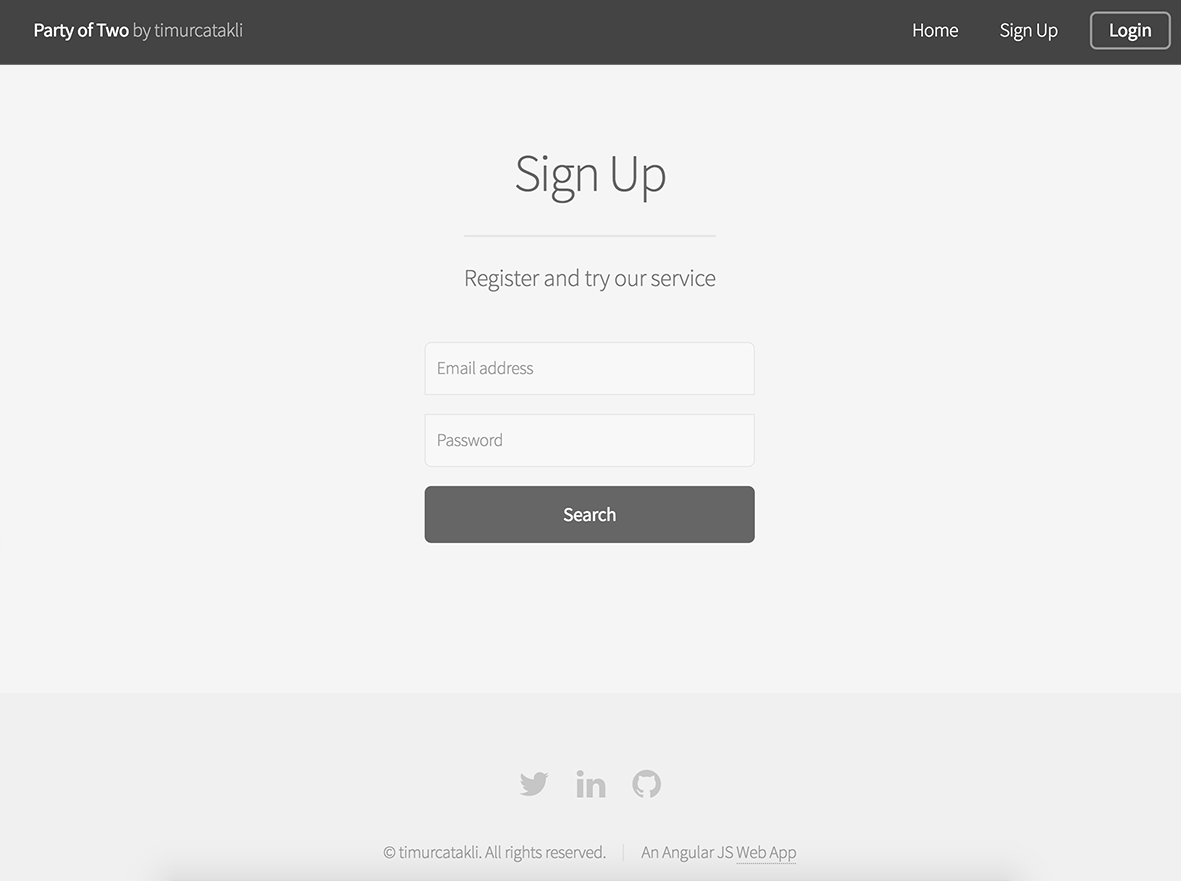 Party of Two by timurcatakli
Home
Sign Up
Login
Sign Up
Register and try our service
Email address
Password
Search
in
© timurcatakli. All rights reserved.
An Angular JS Web App